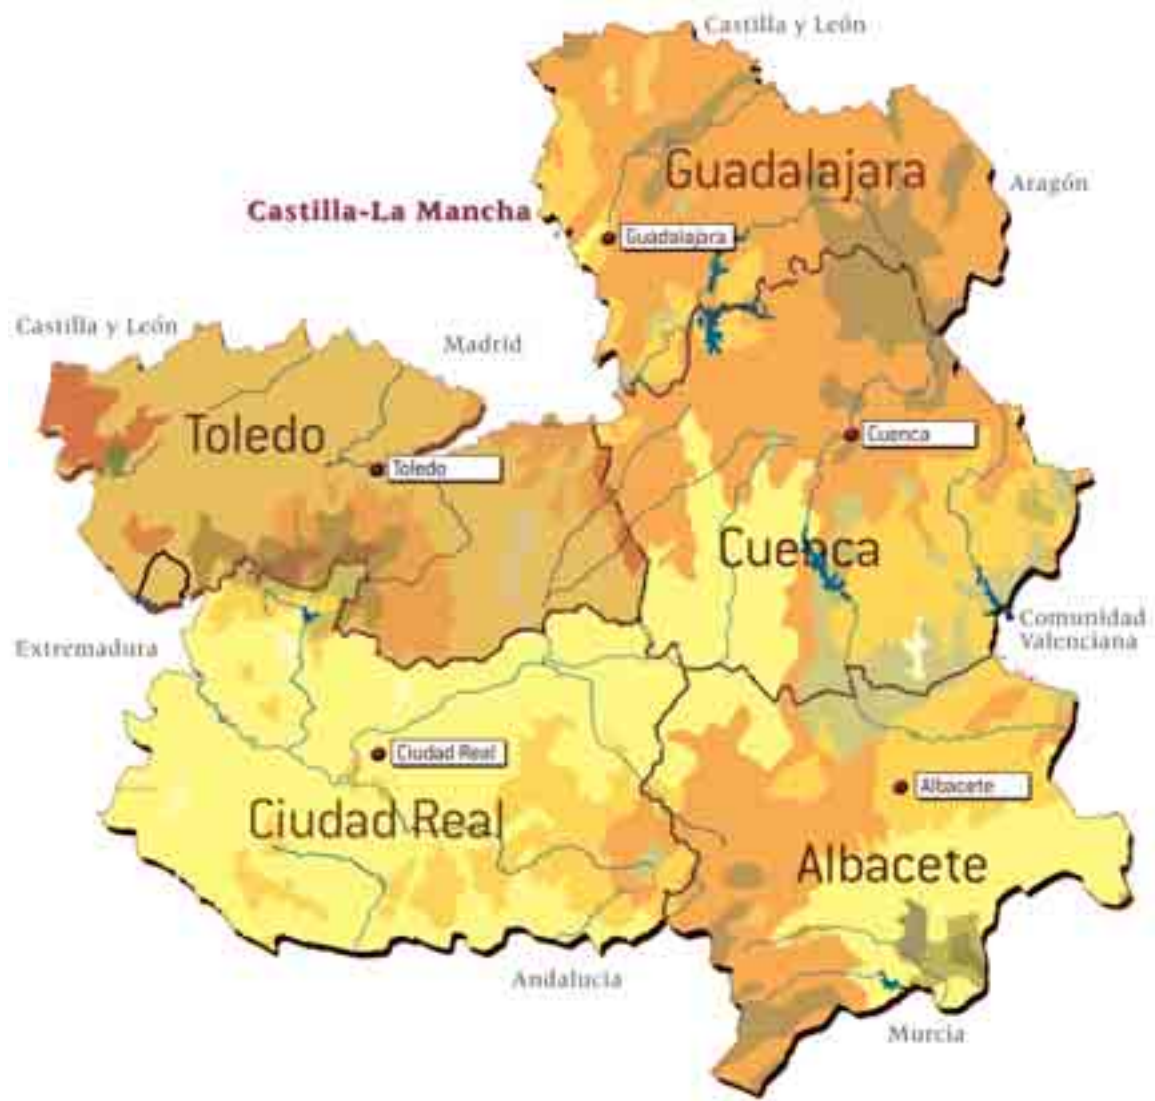 Castilla y León
Guadalajara
Aragón
Castilla-La Mancha
Guadalajara
Castilla y León
Madrid
Toledo
Cuenca
Toledo
Cuenca
Comunidad
Valenciana
Extremadura
Ciudad Real
Albacete
Ciudad Real
Albacete
Andalucía
Murcia